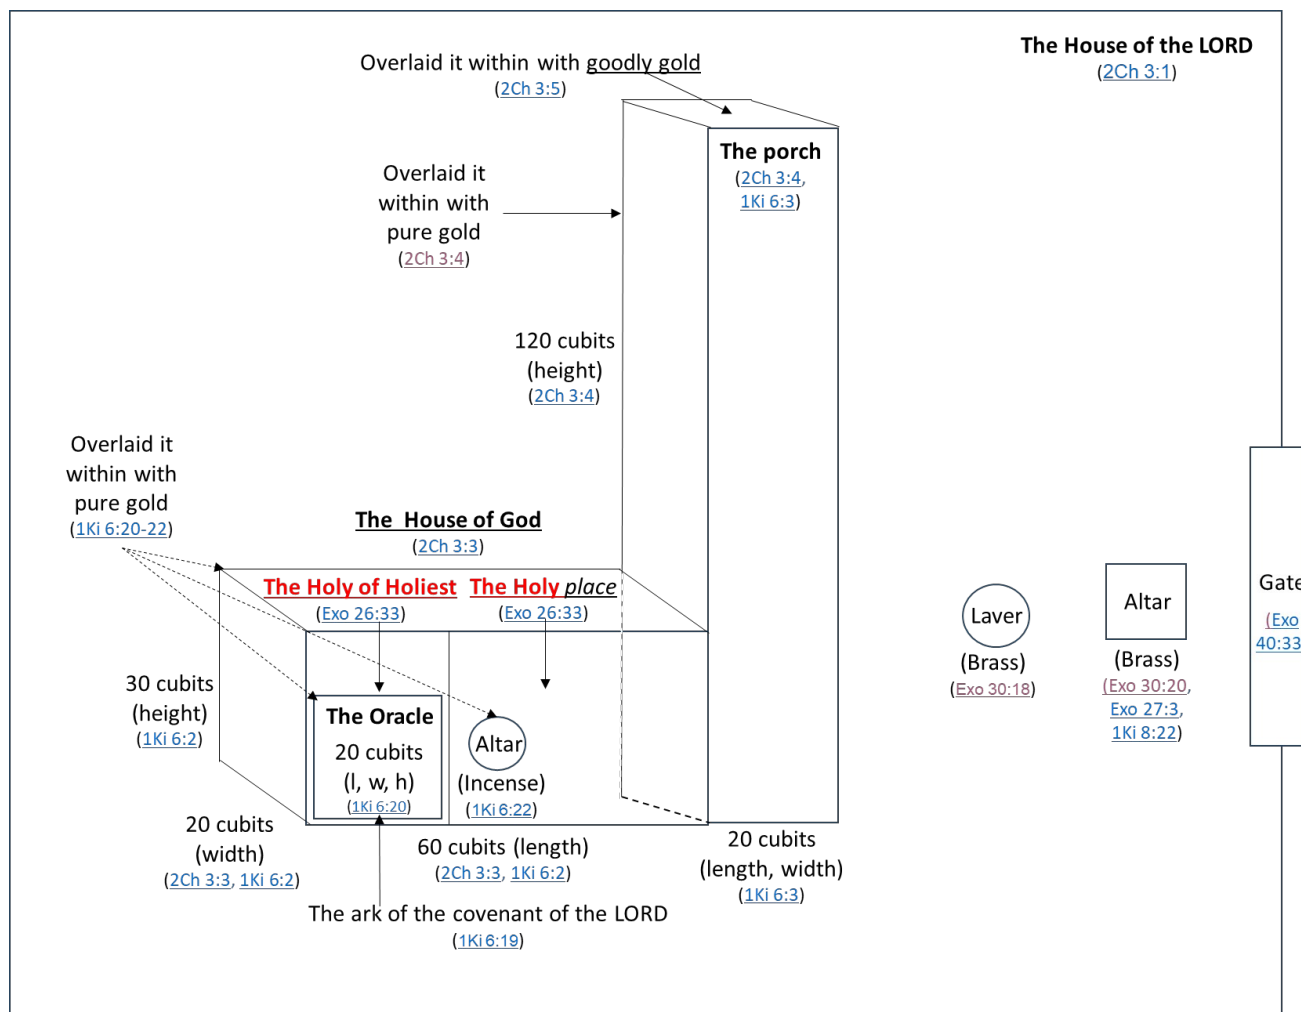 The House of the LORD
(2Ch 3:1)
Overlaid it within with goodly gold
(2Ch 3:5)
The porch
(2Ch 3:4,
1Ki 6:3)
Overlaid it
within with
pure gold
(2Ch 3:4)
120 cubits
(height)
(2Ch 3:4)
Overlaid it
within with
pure gold
(1Ki 6:20-22)
The House of God
(2Ch 3:3)
The Holy of Holiest
(Exo 26:33)
The Holy place
(Exo 26:33)
30 cubits
(height)
(1Ki 6:2)
The Oracle
20 cubits
(l, w, h)
(1Ki 6:20)
Altar
(Incense)
(1Ki 6:22)
20 cubits
(width)
(2Ch 3:3, 1Ki 6:2)
60 cubits (length)
(2Ch 3:3, 1Ki 6:2)
20 cubits
(length, width)
(1Ki 6:3)
The ark of the covenant of the LORD
(1Ki 6:19)
Laver
(Brass)
(Exo 30:18)
Altar
(Brass)
(Exo 30:20,
Exo 27:3,
1Ki 8:22)
Gate
(Exo
40:33